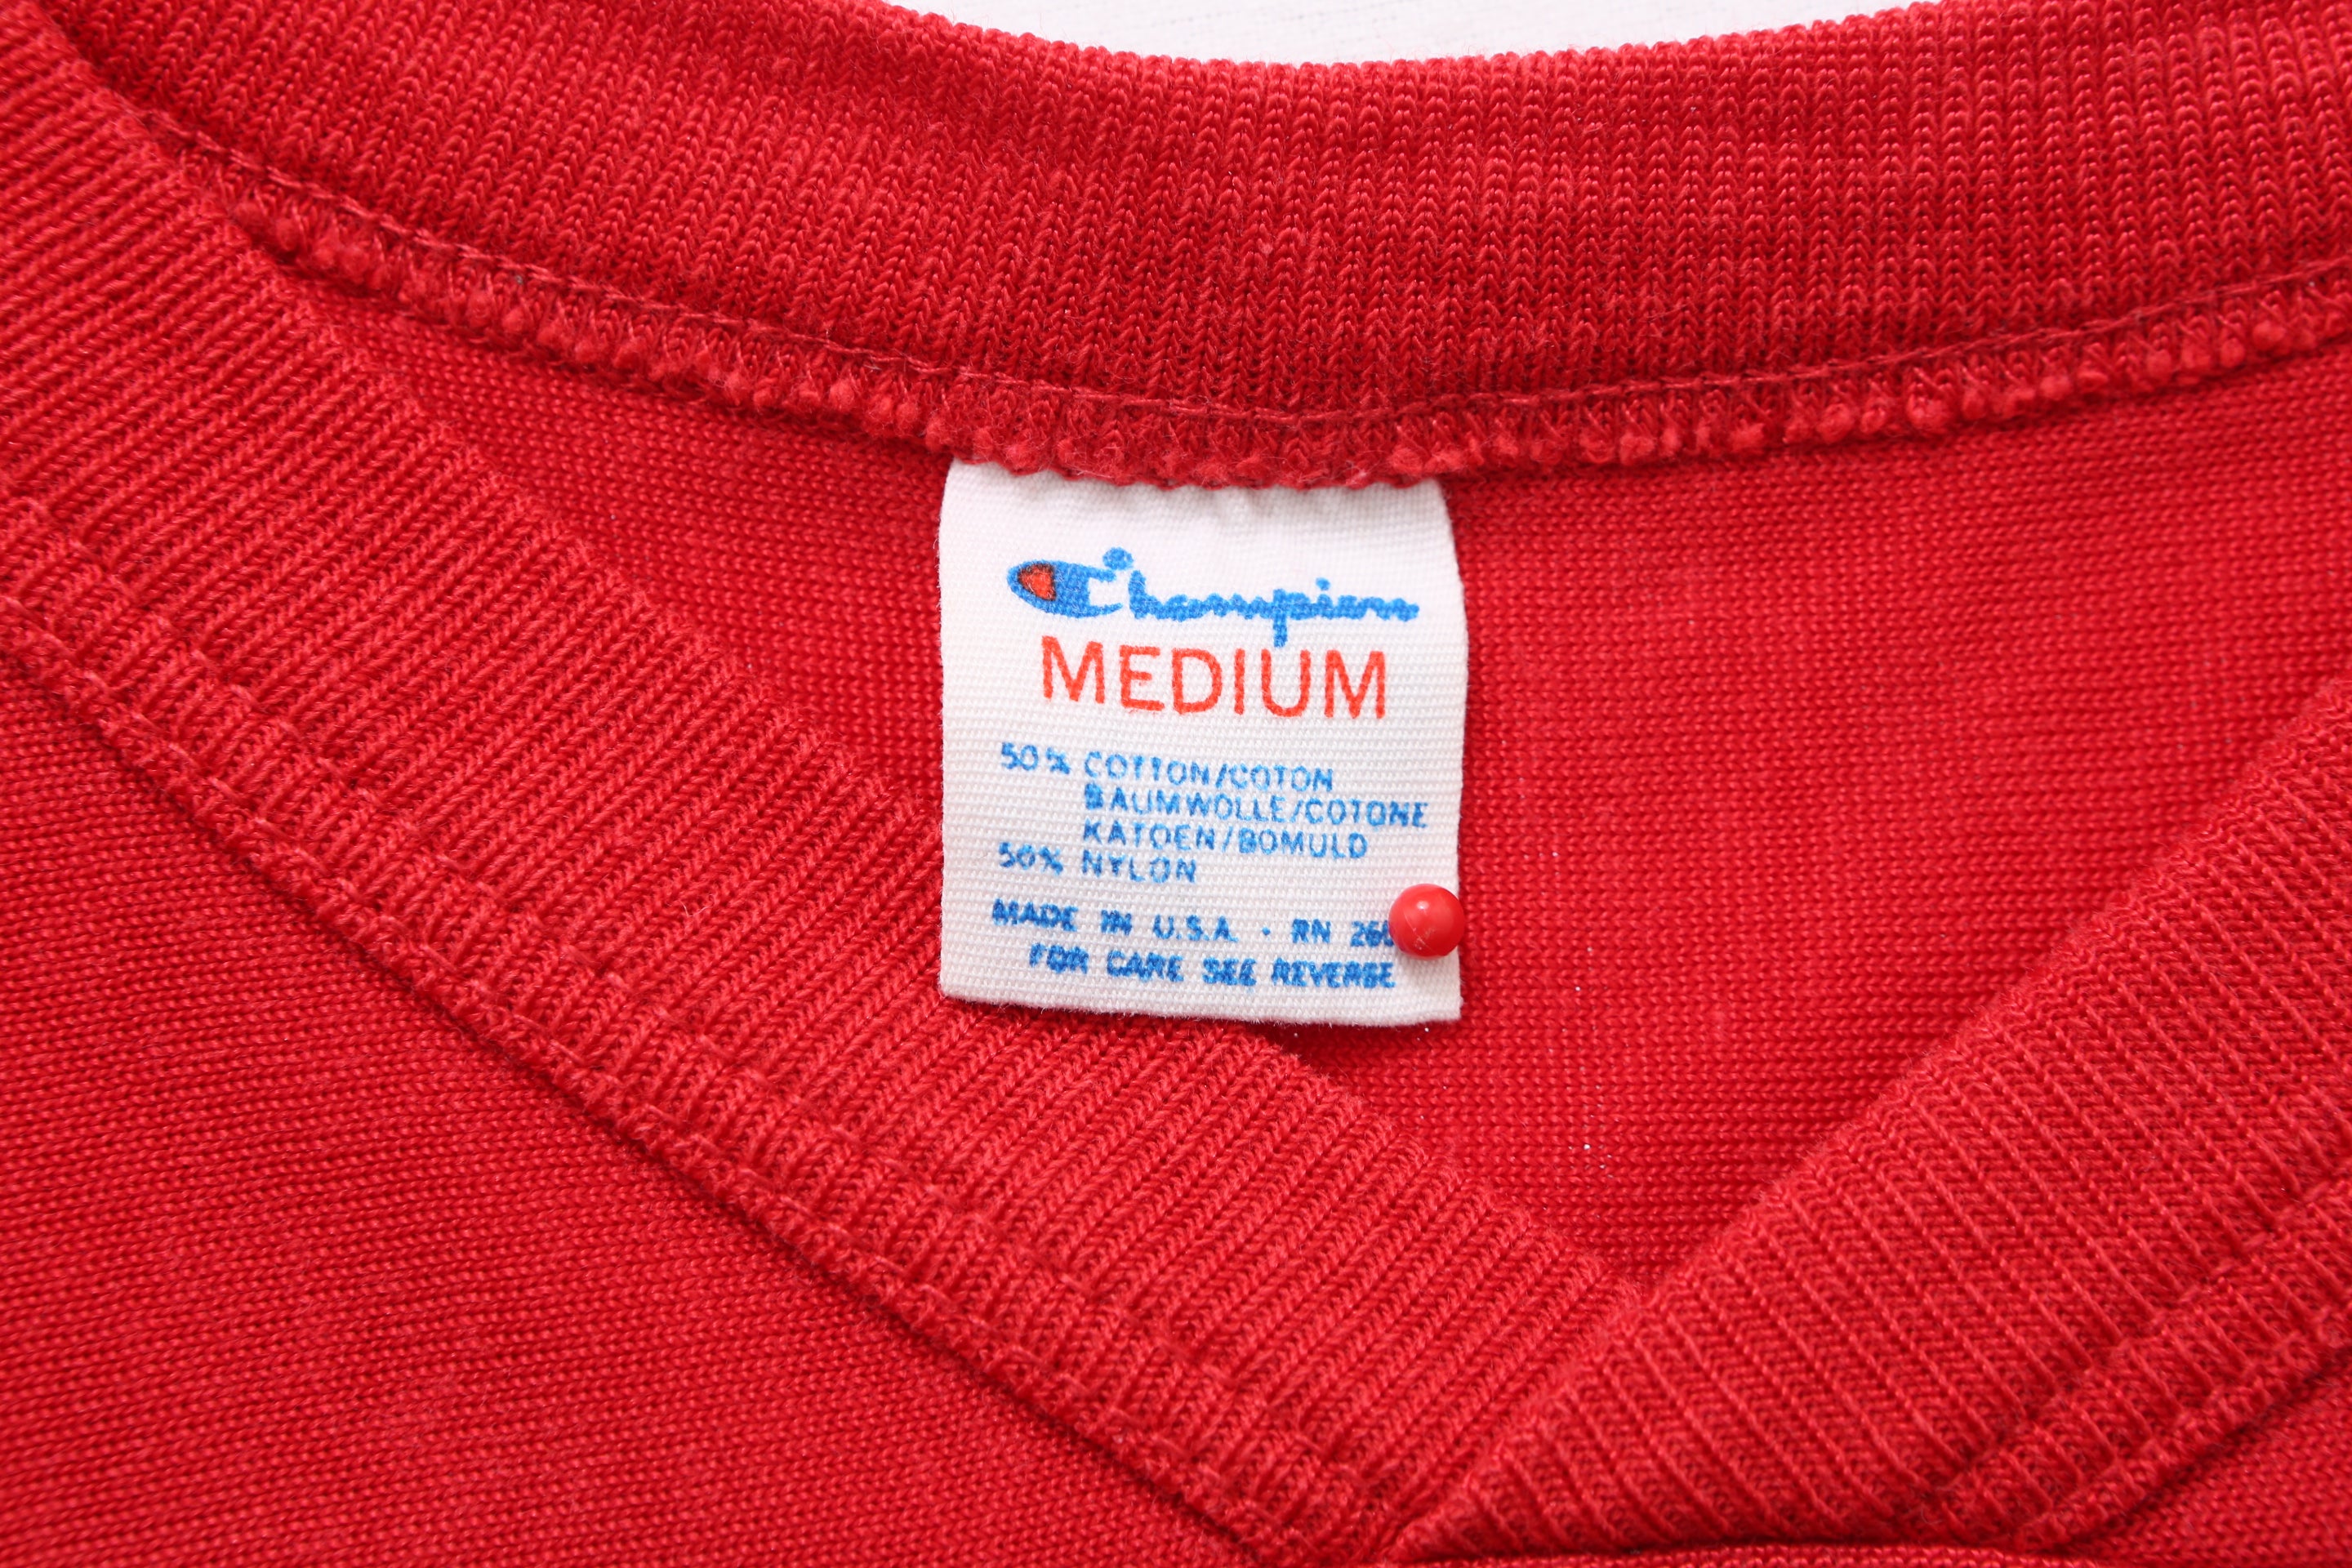 Champion
MEDIUM
50% COTTON/COTON
BAUMWOLLE/COTONE
KATOEN/BOMULD
50% NYLON
MADE IN U.S.A. · RN
FOR CARE SEE REVERSE